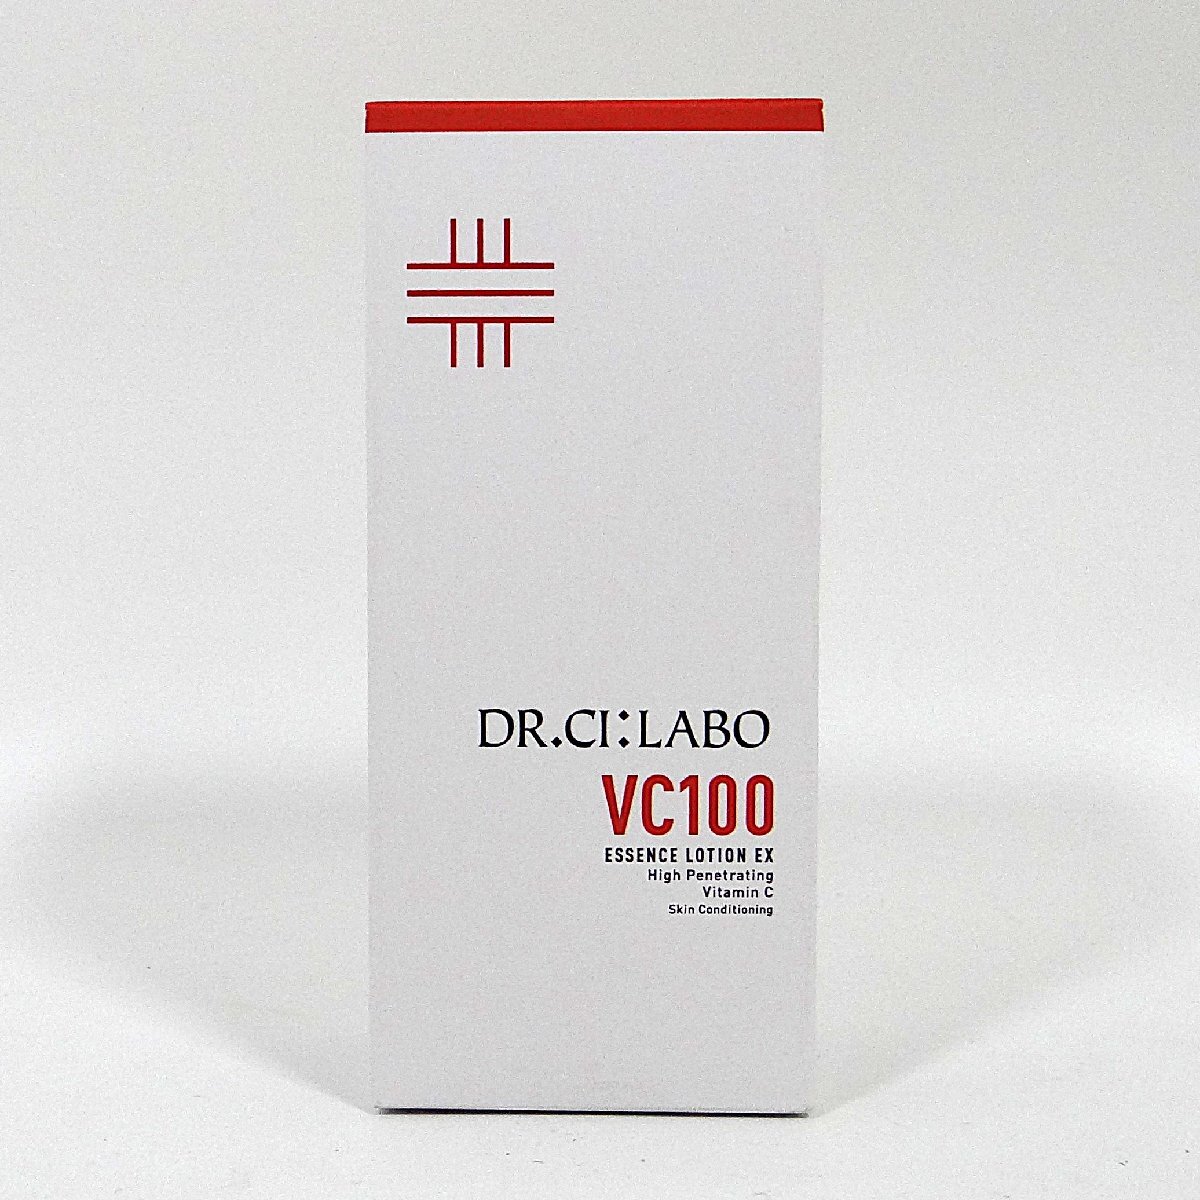 DR.CI:LABO
VC100
ESSENCE LOTION EX
High Penetrating
Vitamin C
Skin Conditioning